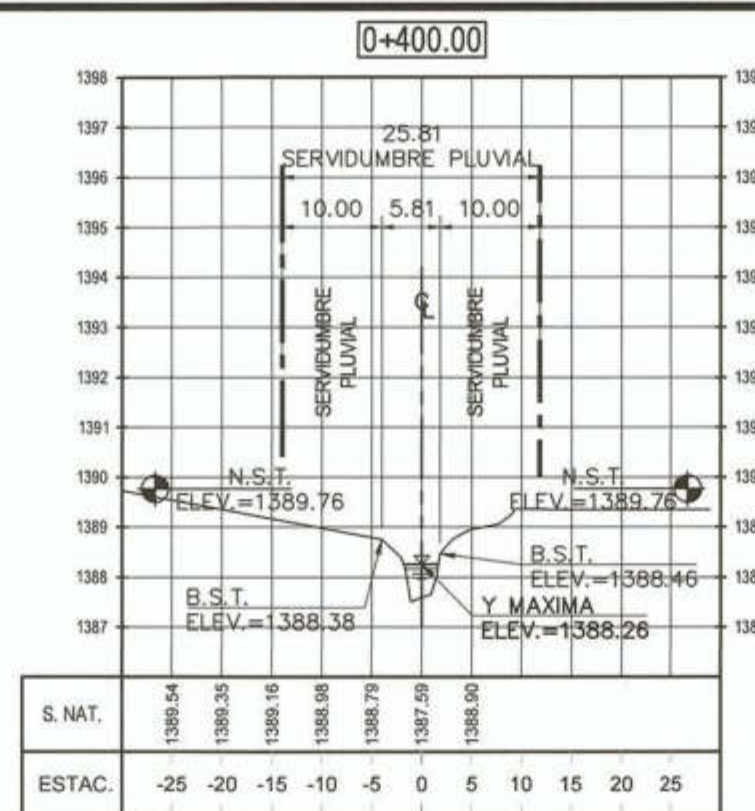 0+400.00
1398
1397
1396
1395
1394
1393
1392
1391
1390
1389
1388
1387
25.81
SERVIDUMBRE PLUVIAL
10.00 5.81 10.00
SERVIDUMBRE
PLUVIAL
SERVIDUMBRE
PLUVIAL
N.S.T.
ELEV.=1389.76
N.S.T.
ELEV.=1389.76
B.S.T.
ELEV.=1388.38
B.S.T.
ELEV.=1388.46
Y MAXIMA
ELEV.=1388.26
S. NAT. 1389.54 1389.35 1389.16 1388.98 1388.79 1387.59 1388.90
ESTAC. -25 -20 -15 -10 -5 0 5 10 15 20 25